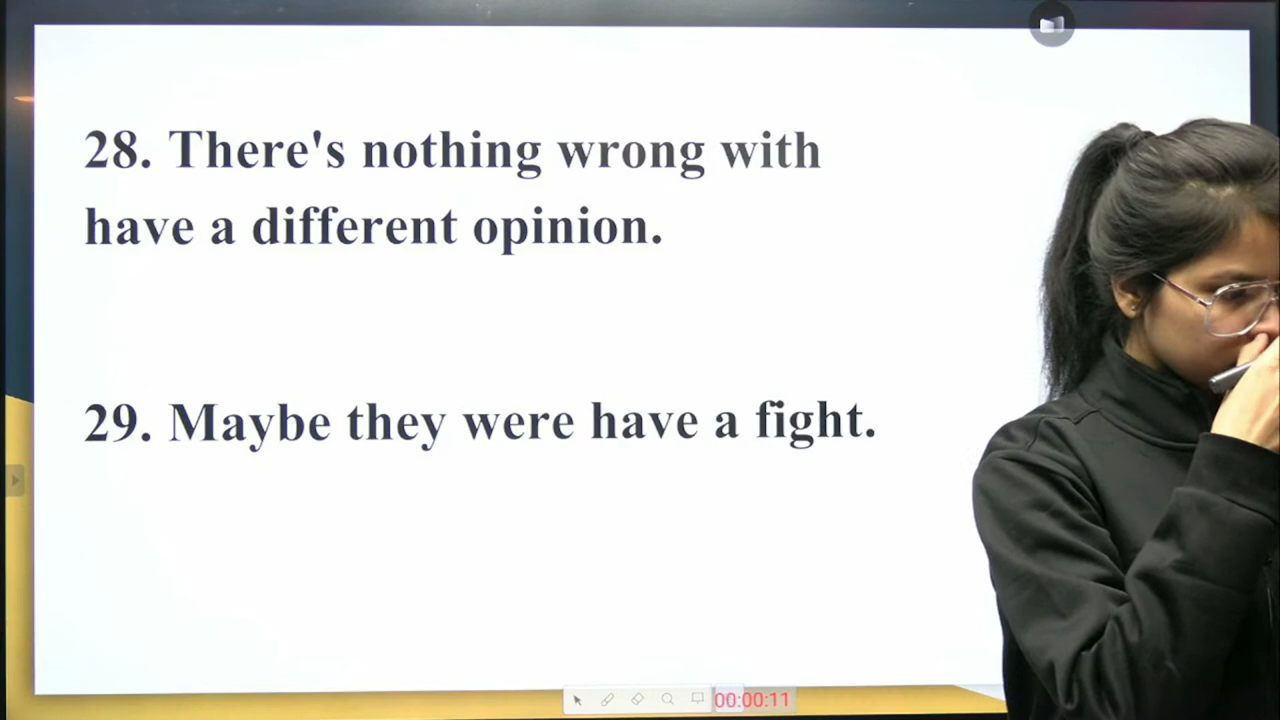 28. There's nothing wrong with
have a different opinion.
29. Maybe they were have a fight.
00:00:11